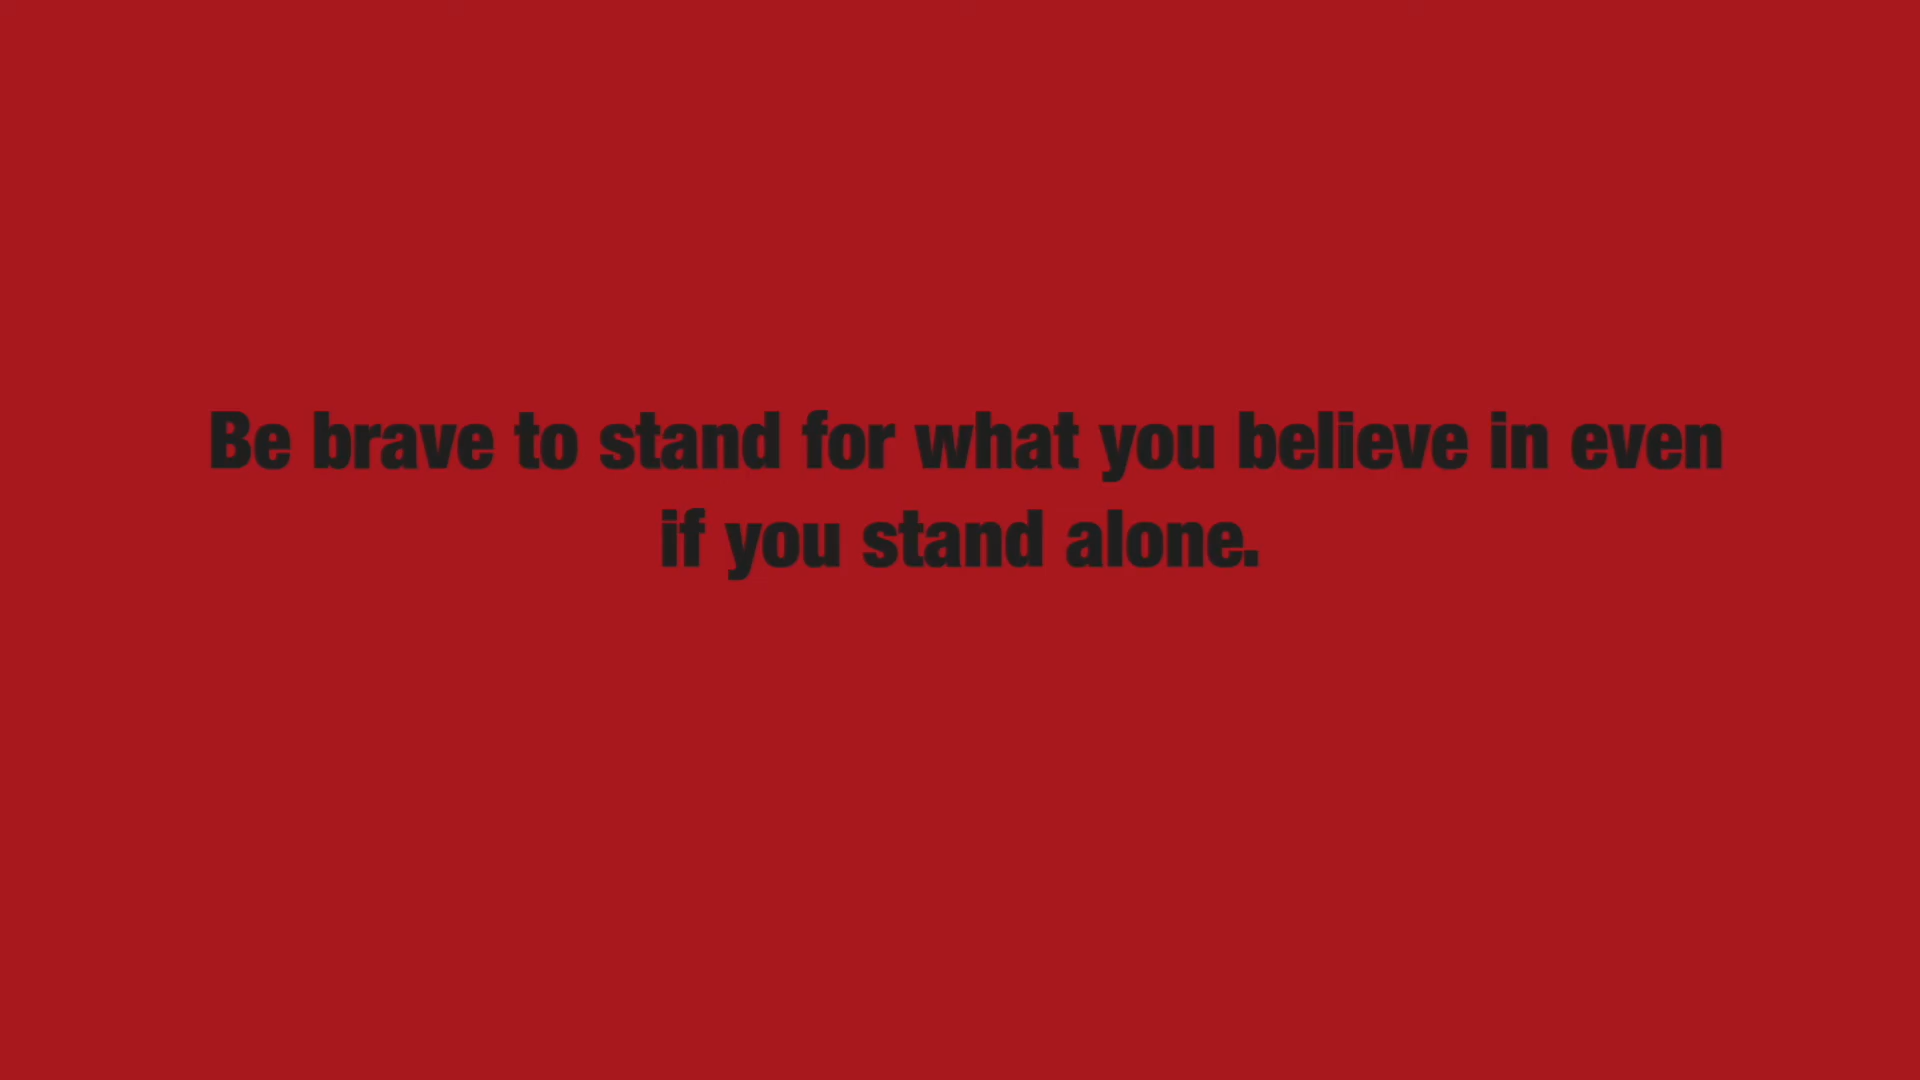 Be brave to stand for what you believe in even
if you stand alone.